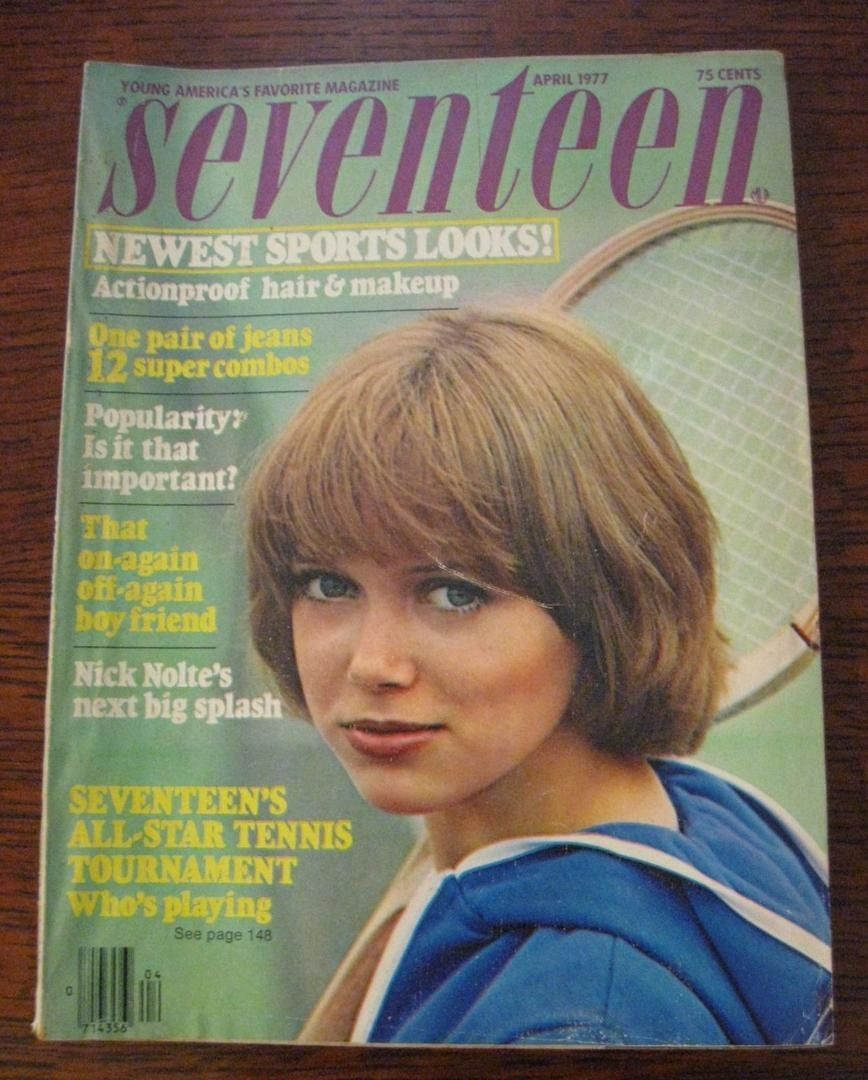 YOUNG AMERICA'S FAVORITE MAGAZINE
APRIL 1977
75 CENTS
seventeen
NEWEST SPORTS LOOKS!
Actionproof hair & makeup
One pair of jeans
12 super combos
Popularity:
Is it that
important?
That
on-again
off-again
boy friend
Nick Nolte's
next big splash
SEVENTEEN'S
ALL-STAR TENNIS
TOURNAMENT
Who's playing
See page 148
04
0
714356